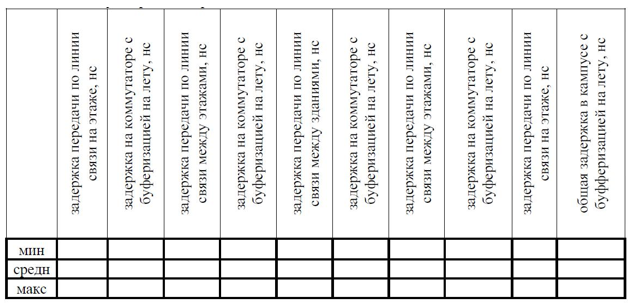 задержка передачи по линии
связи на этаже, нс
задержка на коммутаторе с
буферизацией на лету, нс
задержка передачи по линии
связи между этажами, нс
задержка на коммутаторе с
буферизацией на лету, нс
задержка передачи по линии
связи между зданиями, нс
задержка на коммутаторе с
буферизацией на лету, нс
задержка передачи по линии
связи между этажами, нс
задержка на коммутаторе с
буферизацией на лету, нс
задержка передачи по линии
связи на этаже, нс
общая задержка в кампусе с
буфферизацией на лету, нс
мин
средн
макс